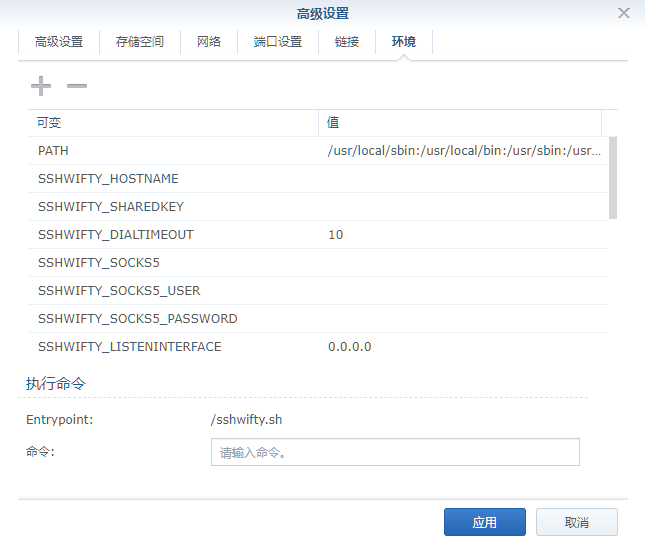 高级设置
高级设置 存储空间 网络 端口设置 链接 环境
可变 值
PATH /usr/local/sbin:/usr/local/bin:/usr/sbin:/usr...
SSHWIFTY_HOSTNAME
SSHWIFTY_SHAREDKEY
SSHWIFTY_DIALTIMEOUT 10
SSHWIFTY_SOCKS5
SSHWIFTY_SOCKS5_USER
SSHWIFTY_SOCKS5_PASSWORD
SSHWIFTY_LISTENINTERFACE 0.0.0.0
执行命令
Entrypoint: /sshwifty.sh
命令: 请输入命令。
应用 取消